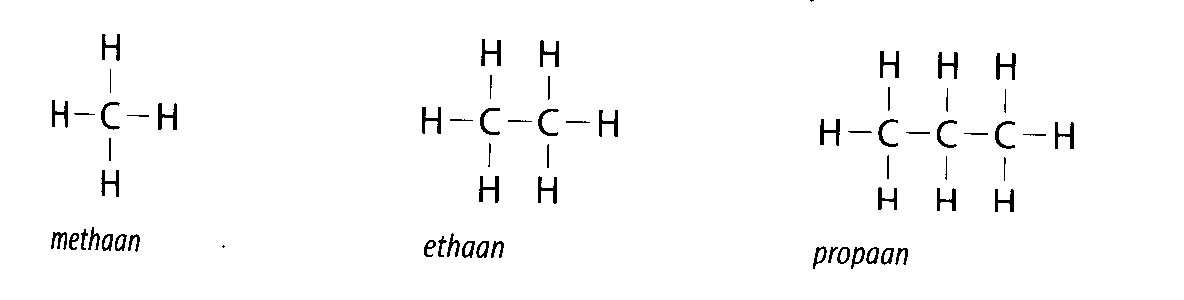 H H H H H H
H–C–H H–C–C–H H–C–C–C–H
H H H H H H
methaan ethaan propaan